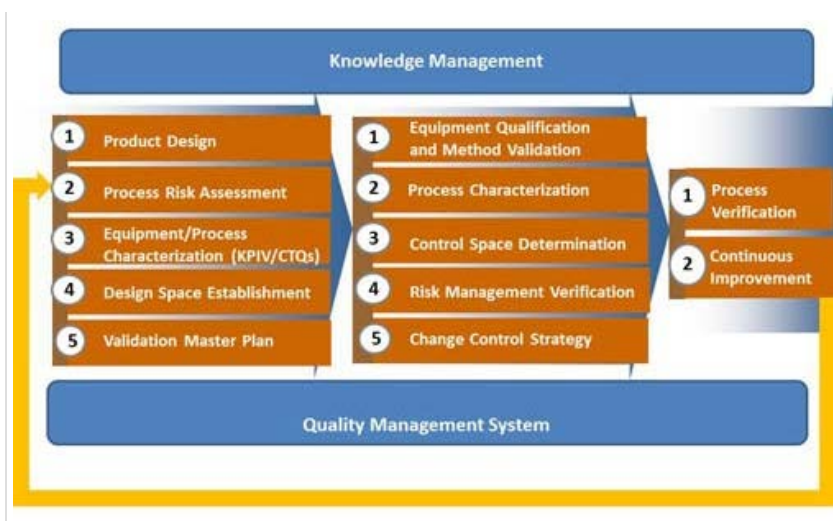 Knowledge Management
1 Product Design
2 Process Risk Assessment
3 Equipment/Process
Characterization (KPIV/CTQs)
4 Design Space Establishment
5 Validation Master Plan
1 Equipment Qualification
and Method Validation
2 Process Characterization
3 Control Space Determination
4 Risk Management Verification
5 Change Control Strategy
1 Process
Verification
2 Continuous
Improvement
Quality Management System